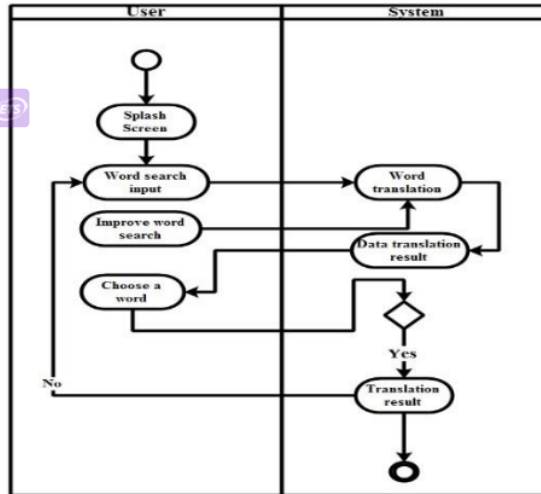 User
System
ETS
Splash
Screen
Word search
input
Word
translation
Improve word
search
Data translation
result
Choose a
word
Yes
No
Translation
result